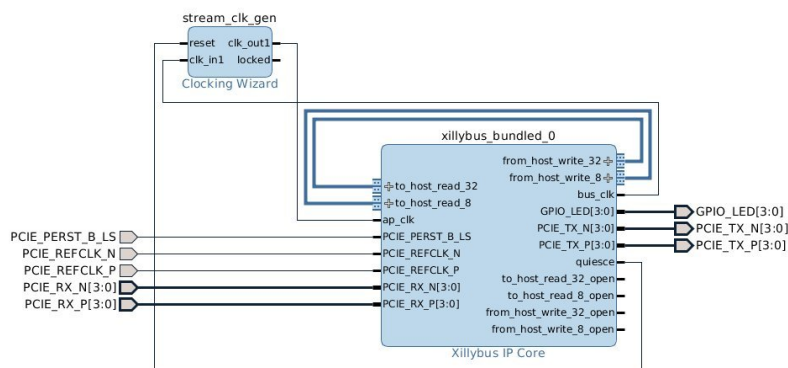 stream_clk_gen
reset clk_out1
clk_in1 locked
Clocking Wizard
xillybus_bundled_0
from_host_write_32
from_host_write_8
bus_clk
to_host_read_32
to_host_read_8
ap_clk
GPIO_LED[3:0] GPIO_LED[3:0]
PCIE_TX_N[3:0] PCIE_TX_N[3:0]
PCIE_TX_P[3:0] PCIE_TX_P[3:0]
PCIE_PERST_B_LS PCIE_PERST_B_LS
PCIE_REFCLK_N PCIE_REFCLK_N
PCIE_REFCLK_P PCIE_REFCLK_P
PCIE_RX_N[3:0] PCIE_RX_N[3:0]
PCIE_RX_P[3:0] PCIE_RX_P[3:0]
quiesce
to_host_read_32_open
to_host_read_8_open
from_host_write_32_open
from_host_write_8_open
Xillybus IP Core